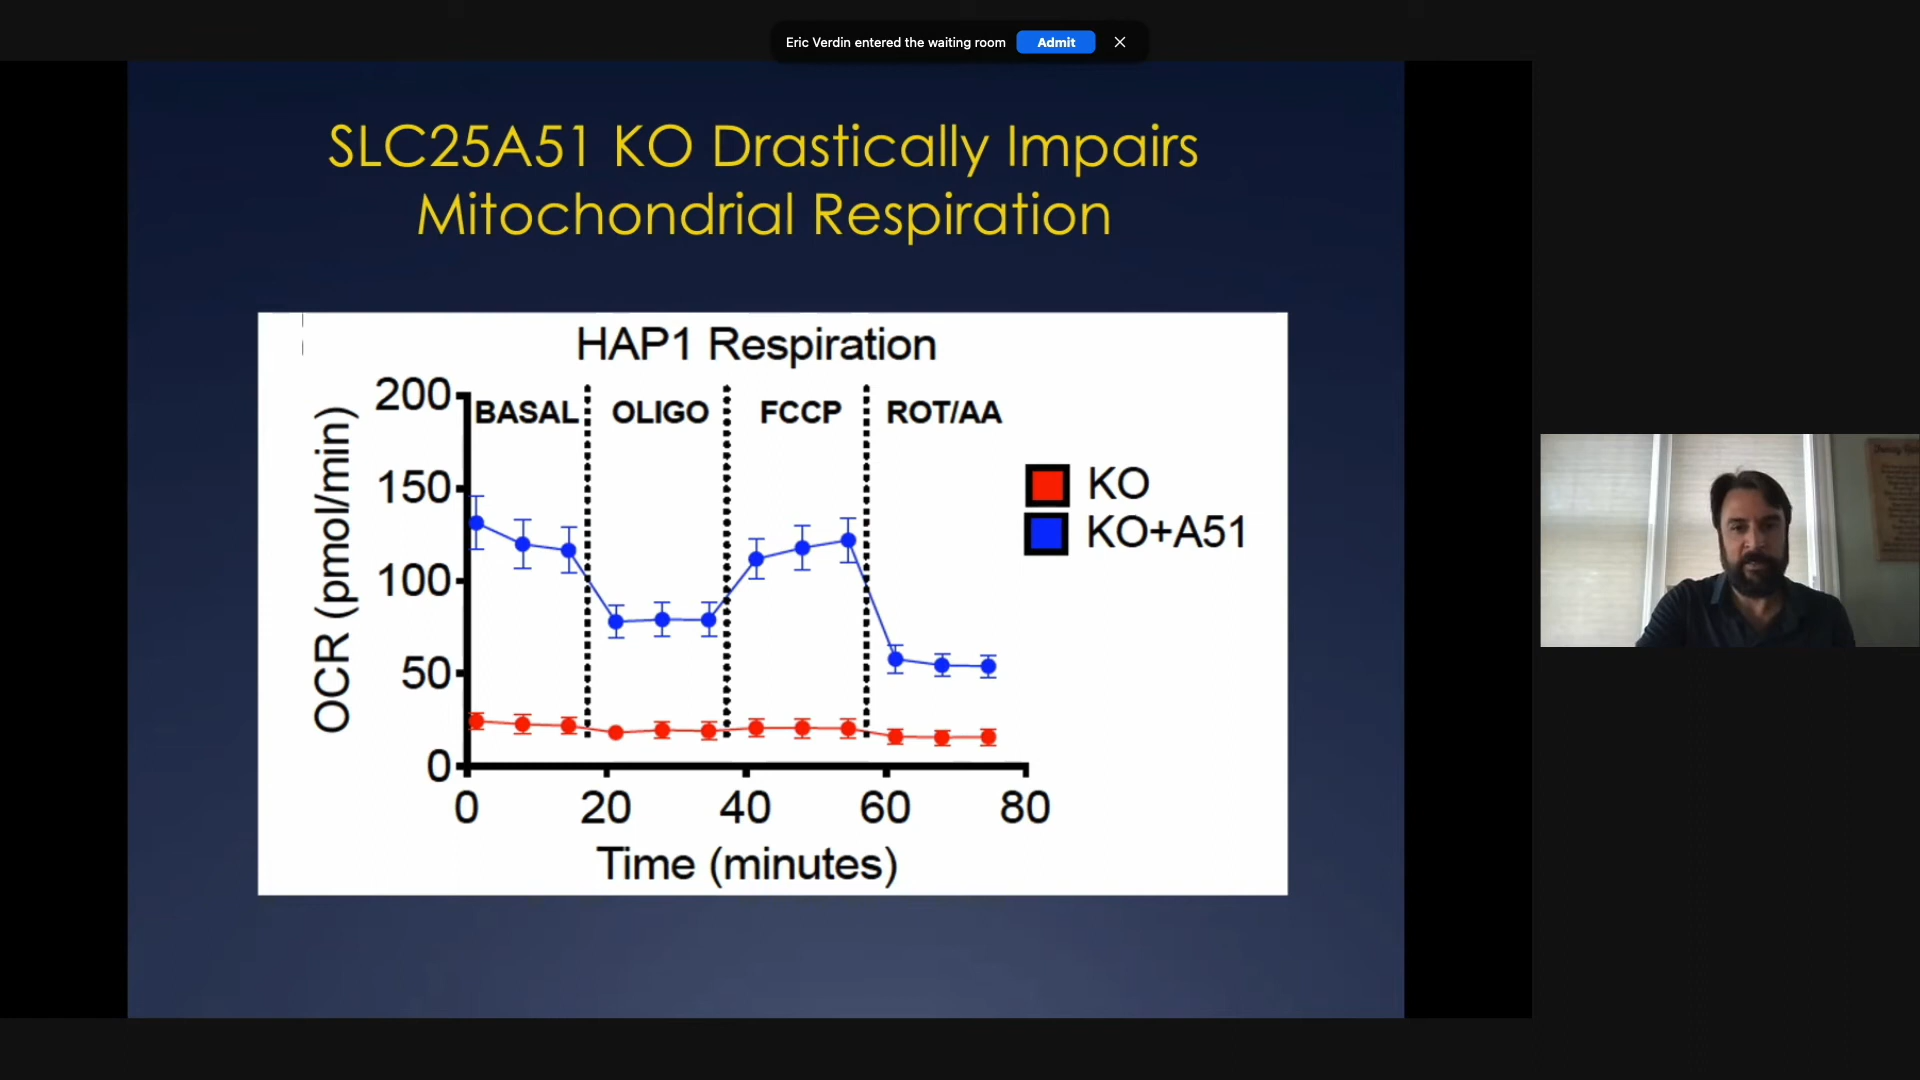 Eric Verdin entered the waiting room Admit
SLC25A51 KO Drastically Impairs
Mitochondrial Respiration
HAP1 Respiration
OCR (pmol/min)
200
150
100
50
0
BASAL OLIGO FCCP ROT/AA
KO
KO+A51
0 20 40 60 80
Time (minutes)